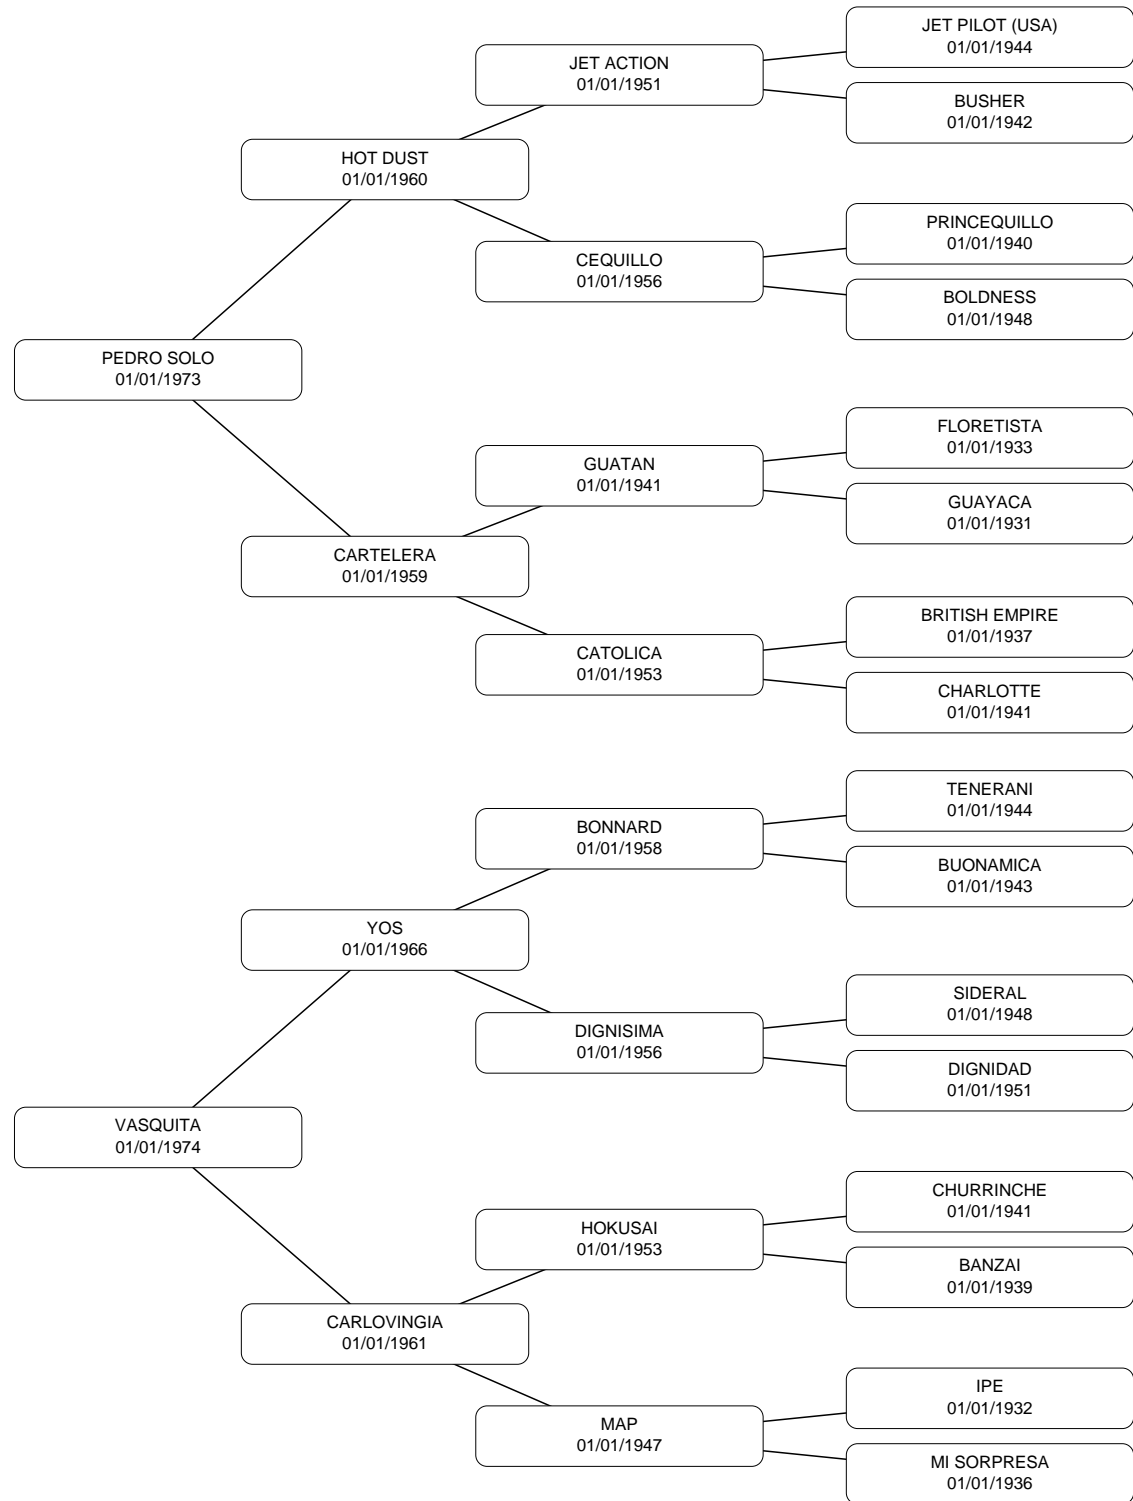 JET PILOT (USA)
01/01/1944
JET ACTION
01/01/1951
BUSHER
01/01/1942
HOT DUST
01/01/1960
PRINCEQUILLO
01/01/1940
CEQUILLO
01/01/1956
BOLDNESS
01/01/1948
PEDRO SOLO
01/01/1973
FLORETISTA
01/01/1933
GUATAN
01/01/1941
GUAYACA
01/01/1931
CARTELERA
01/01/1959
BRITISH EMPIRE
01/01/1937
CATOLICA
01/01/1953
CHARLOTTE
01/01/1941
TENERANI
01/01/1944
BONNARD
01/01/1958
BUONAMICA
01/01/1943
YOS
01/01/1966
SIDERAL
01/01/1948
DIGNISIMA
01/01/1956
DIGNIDAD
01/01/1951
VASQUITA
01/01/1974
CHURRINCHE
01/01/1941
HOKUSAI
01/01/1953
BANZAI
01/01/1939
CARLOVINGIA
01/01/1961
IPE
01/01/1932
MAP
01/01/1947
MI SORPRESA
01/01/1936